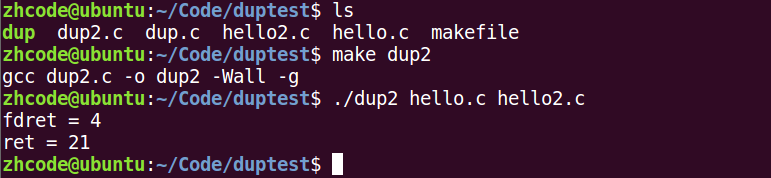 zhcode@ubuntu:~/Code/duptest$ ls
dup  dup2.c  dup.c  hello2.c  hello.c  makefile
zhcode@ubuntu:~/Code/duptest$ make dup2
gcc dup2.c -o dup2 -Wall -g
zhcode@ubuntu:~/Code/duptest$ ./dup2 hello.c hello2.c
fdret = 4
ret = 21
zhcode@ubuntu:~/Code/duptest$